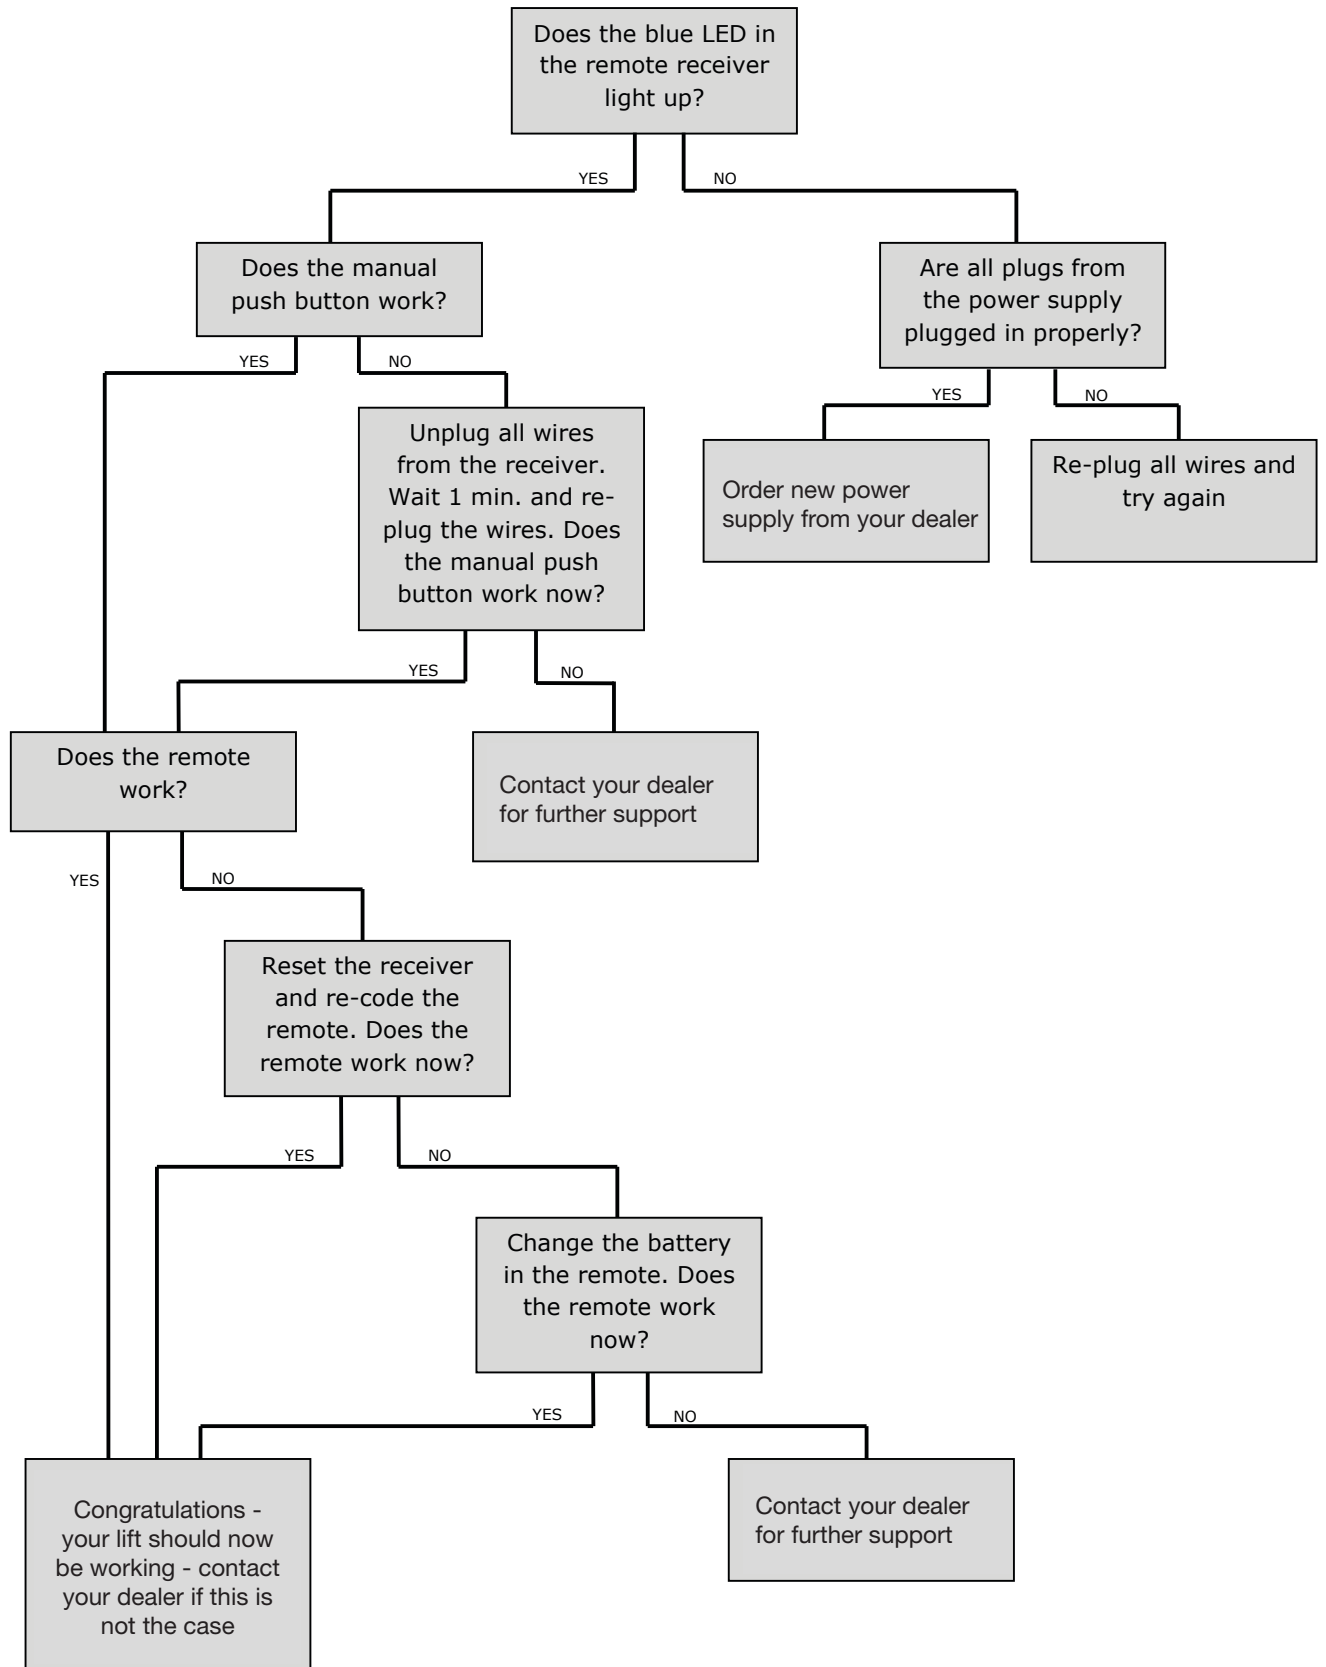 Does the blue LED in
the remote receiver
light up?
YES
NO
Does the manual
push button work?
Are all plugs from
the power supply
plugged in properly?
YES
NO
YES
NO
Unplug all wires
from the receiver.
Wait 1 min. and re-
plug the wires. Does
the manual push
button work now?
Order new power
supply from your dealer
Re-plug all wires and
try again
YES
NO
Does the remote
work?
Contact your dealer
for further support
YES
NO
Reset the receiver
and re-code the
remote. Does the
remote work now?
YES
NO
Change the battery
in the remote. Does
the remote work
now?
YES
NO
Congratulations -
your lift should now
be working - contact
your dealer if this is
not the case
Contact your dealer
for further support